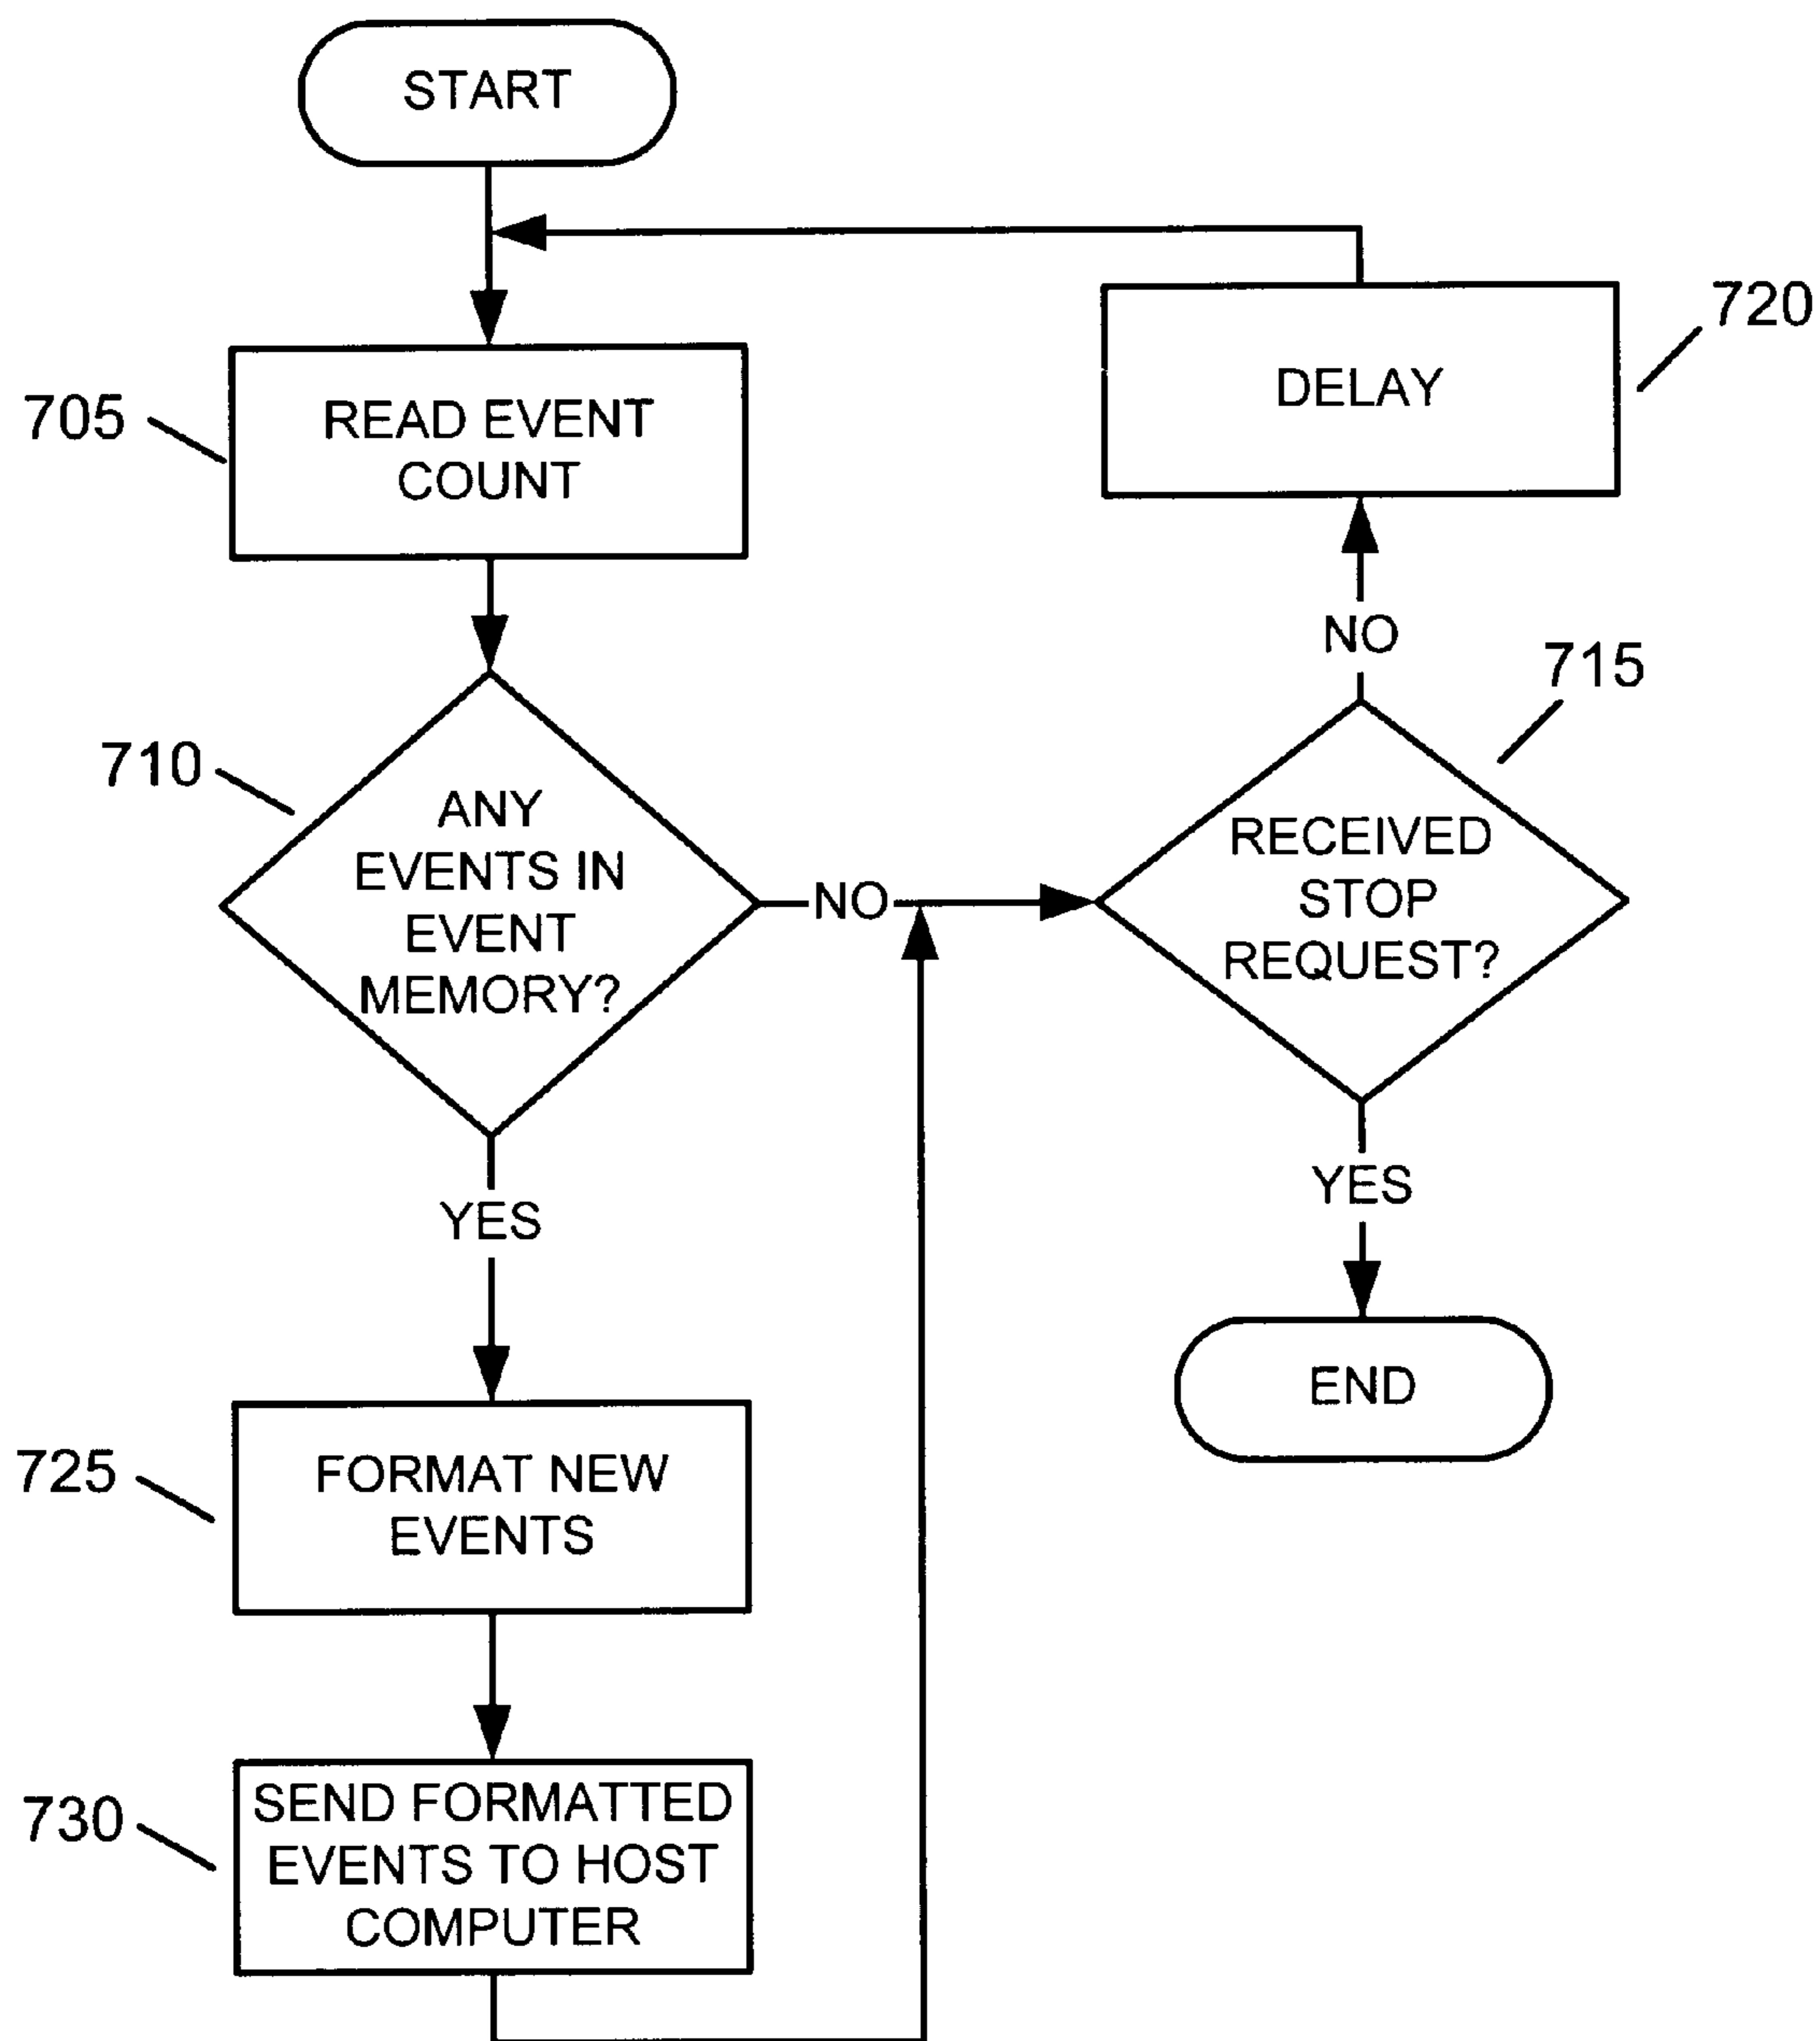 START
705
READ EVENT
COUNT
710
ANY
EVENTS IN
EVENT
MEMORY?
NO
YES
725
FORMAT NEW
EVENTS
730
SEND FORMATTED
EVENTS TO HOST
COMPUTER
720
DELAY
NO
715
RECEIVED
STOP
REQUEST?
YES
END